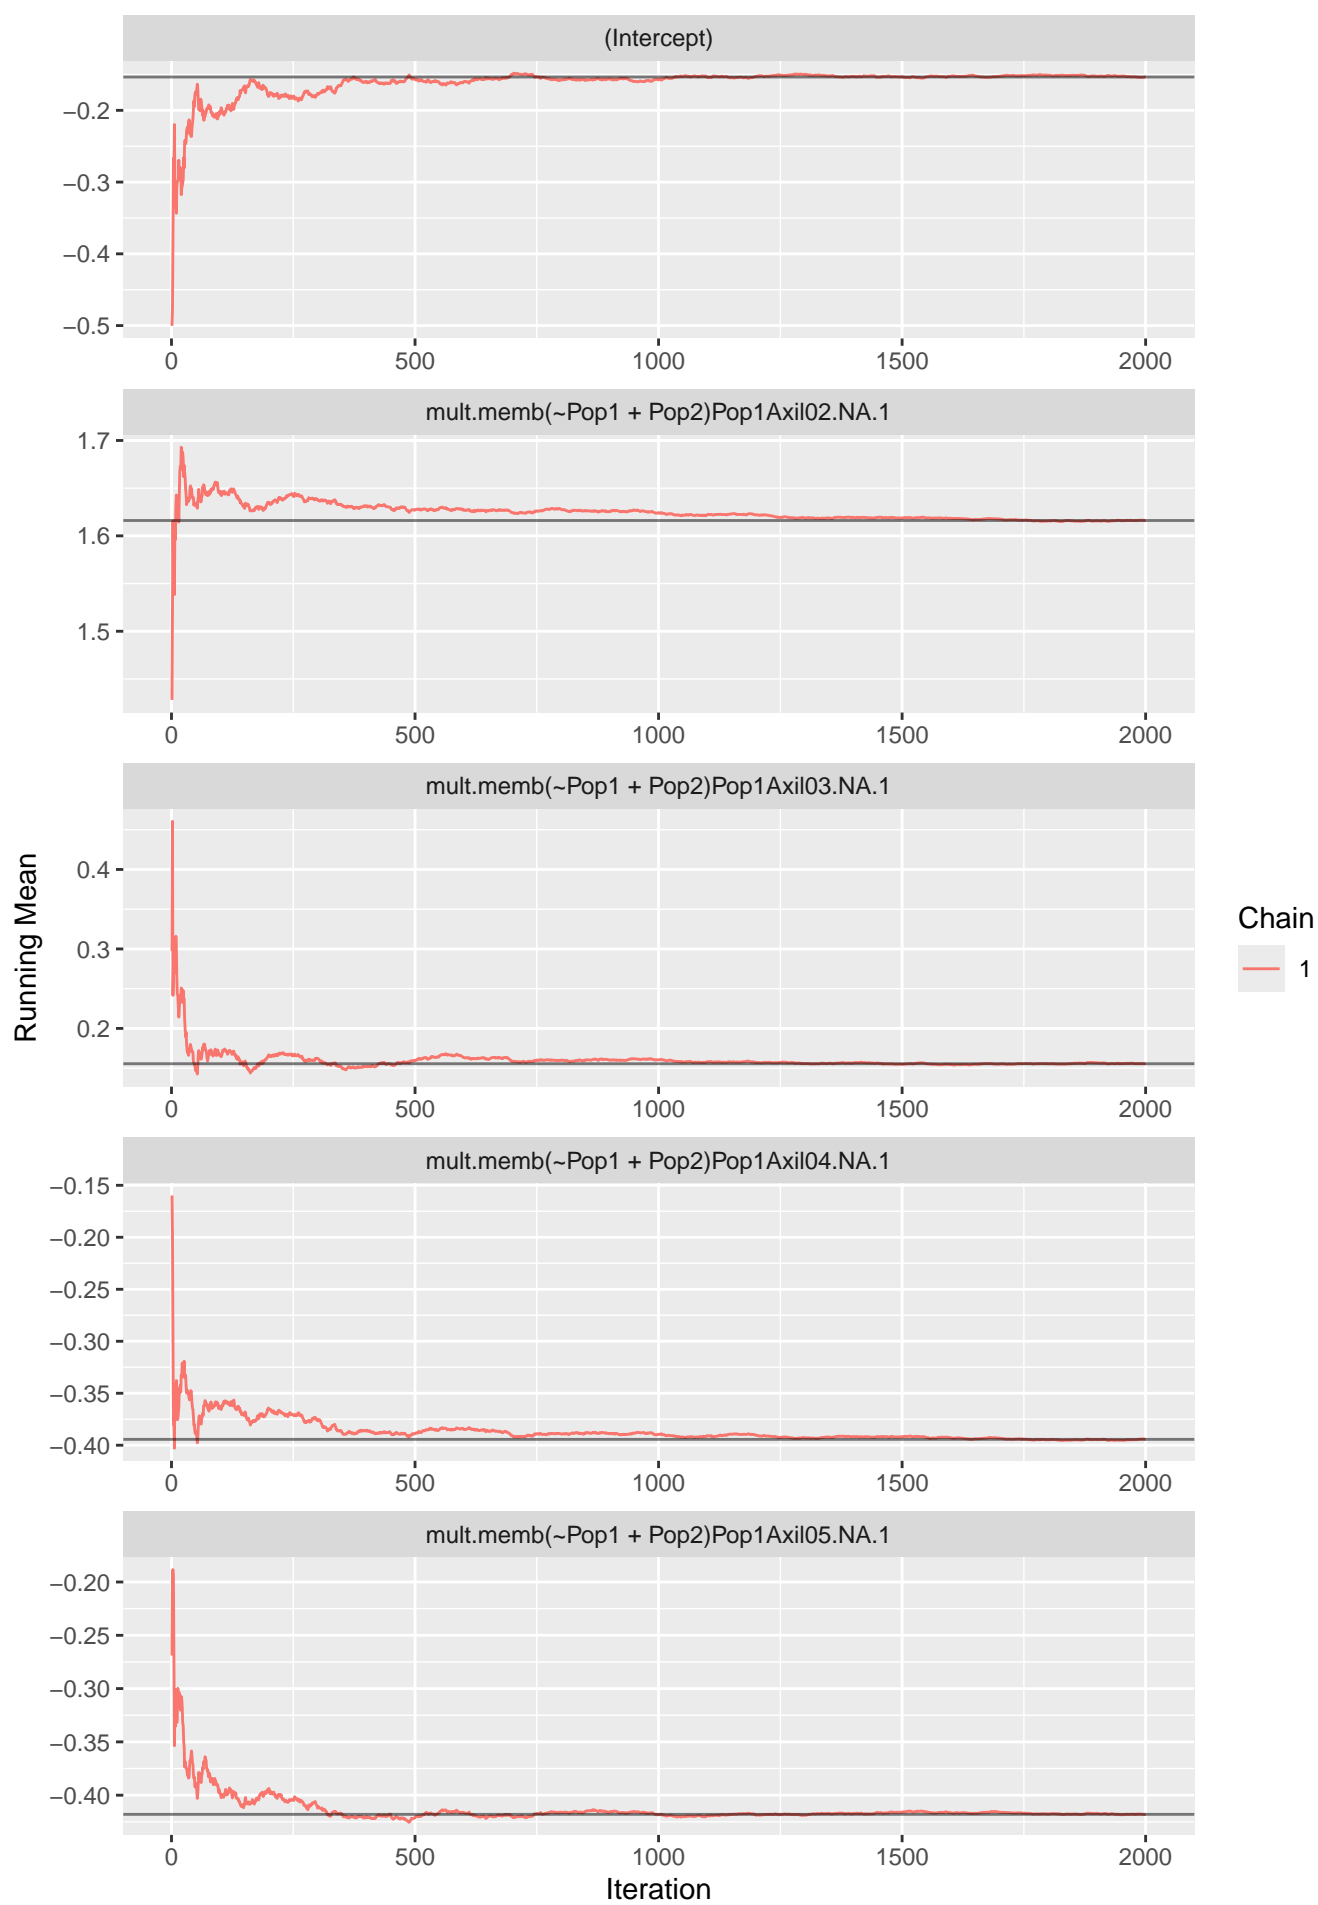 (Intercept)
−0.2
−0.3
−0.4
−0.5
0 500 1000 1500 2000
mult.memb(~Pop1 + Pop2)Pop1Axil02.NA.1
1.7
1.6
1.5
0 500 1000 1500 2000
mult.memb(~Pop1 + Pop2)Pop1Axil03.NA.1
0.4
0.3
0.2
0 500 1000 1500 2000
mult.memb(~Pop1 + Pop2)Pop1Axil04.NA.1
−0.15
−0.20
−0.25
−0.30
−0.35
−0.40
0 500 1000 1500 2000
mult.memb(~Pop1 + Pop2)Pop1Axil05.NA.1
−0.20
−0.25
−0.30
−0.35
−0.40
0 500 1000 1500 2000
Iteration
Running Mean
Chain
1